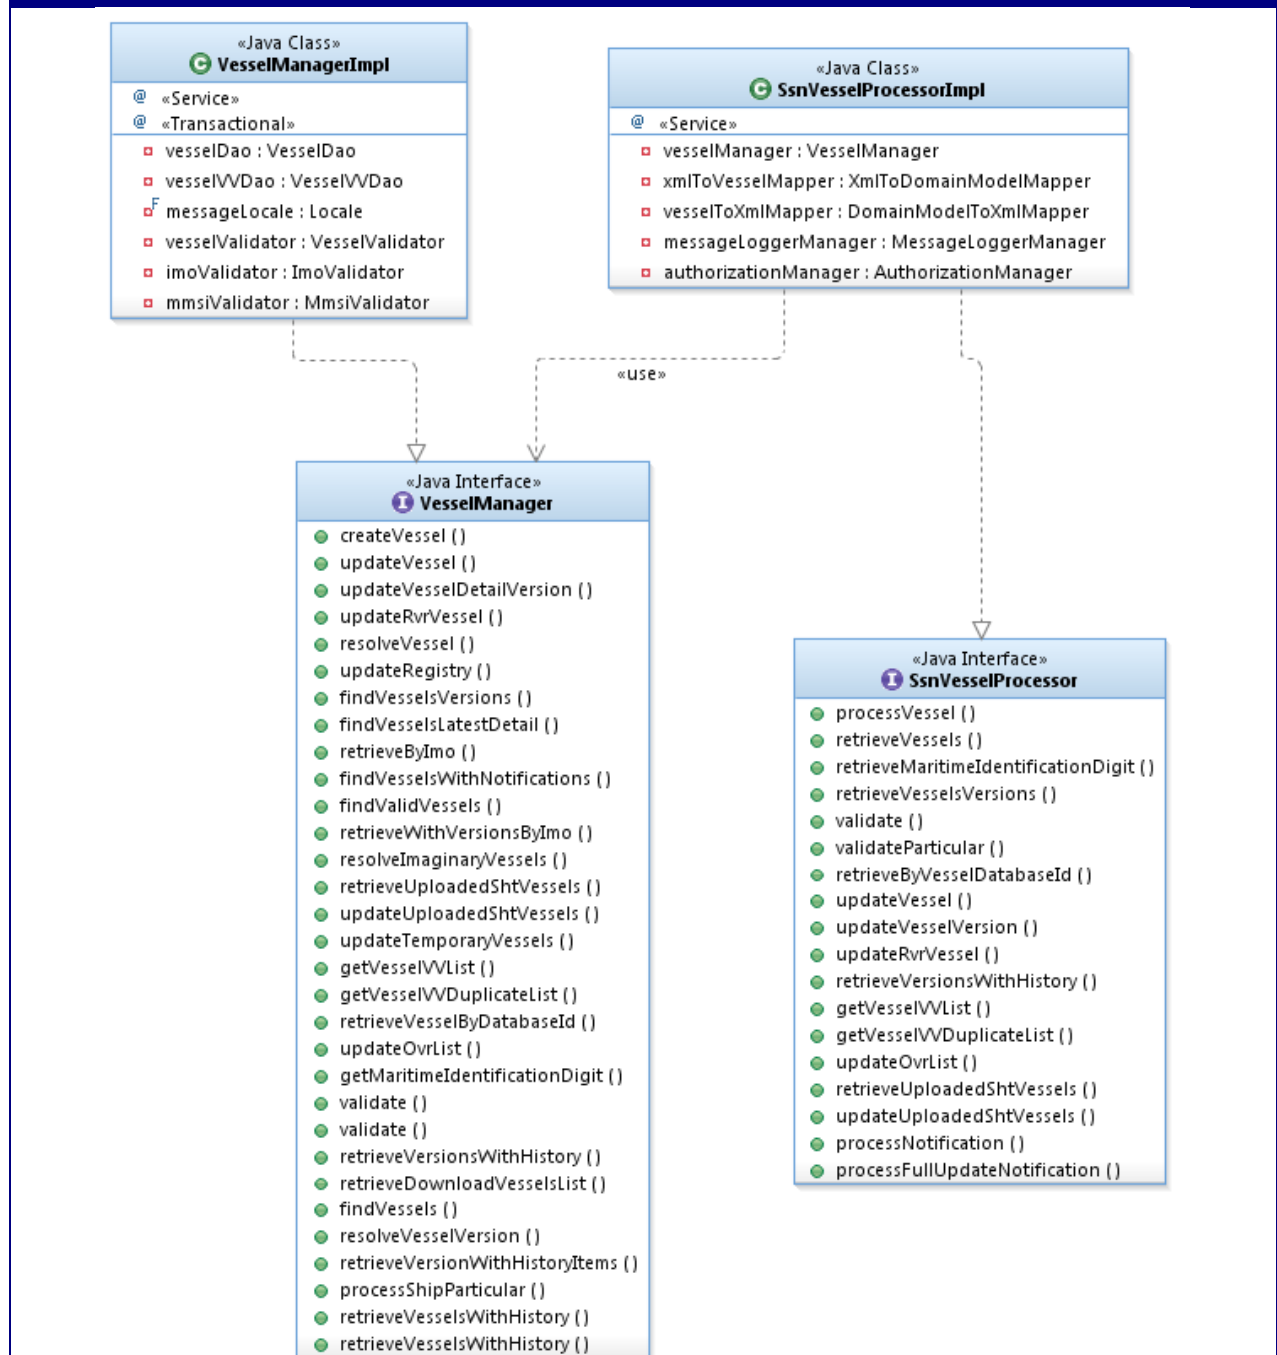 «Java Class»
C VesselManagerImpl
@ «Service»
@ «Transactional»
vesselDao : VesselDao
vesselVVDao : VesselVVDao
F messageLocale : Locale
vesselValidator : VesselValidator
imoValidator : ImoValidator
mmsiValidator : MmsiValidator
«Java Class»
C SsnVesselProcessorImpl
@ «Service»
vesselManager : VesselManager
xmlToVesselMapper : XmlToDomainModelMapper
vesselToXmlMapper : DomainModelToXmlMapper
messageLoggerManager : MessageLoggerManager
authorizationManager : AuthorizationManager
«use»
«Java Interface»
I VesselManager
createVessel ( )
updateVessel ( )
updateVesselDetailVersion ( )
updateRvrVessel ( )
resolveVessel ( )
updateRegistry ( )
findVesselsVersions ( )
findVesselsLatestDetail ( )
retrieveByImo ( )
findVesselsWithNotifications ( )
findValidVessels ( )
retrieveWithVersionsByImo ( )
resolveImaginaryVessels ( )
retrieveUploadedShtVessels ( )
updateUploadedShtVessels ( )
updateTemporaryVessels ( )
getVesselVVList ( )
getVesselVVDuplicateList ( )
retrieveVesselByDatabaseId ( )
updateOvrList ( )
getMaritimeIdentificationDigit ( )
validate ( )
validate ( )
retrieveVersionsWithHistory ( )
retrieveDownloadVesselsList ( )
findVessels ( )
resolveVesselVersion ( )
retrieveVersionWithHistoryItems ( )
processShipParticular ( )
retrieveVesselsWithHistory ( )
retrieveVesselsWithHistory ( )
«Java Interface»
I SsnVesselProcessor
processVessel ( )
retrieveVessels ( )
retrieveMaritimeIdentificationDigit ( )
retrieveVesselsVersions ( )
validate ( )
validateParticular ( )
retrieveByVesselDatabaseId ( )
updateVessel ( )
updateVesselVersion ( )
updateRvrVessel ( )
retrieveVersionsWithHistory ( )
getVesselVVList ( )
getVesselVVDuplicateList ( )
updateOvrList ( )
retrieveUploadedShtVessels ( )
updateUploadedShtVessels ( )
processNotification ( )
processFullUpdateNotification ( )